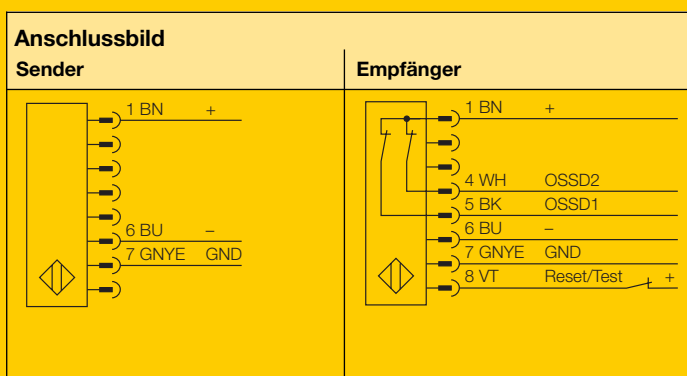 Anschlussbild
Sender
1 BN +
6 BU –
7 GNYE GND
Empfänger
1 BN +
4 WH OSSD2
5 BK OSSD1
6 BU –
7 GNYE GND
8 VT Reset/Test +